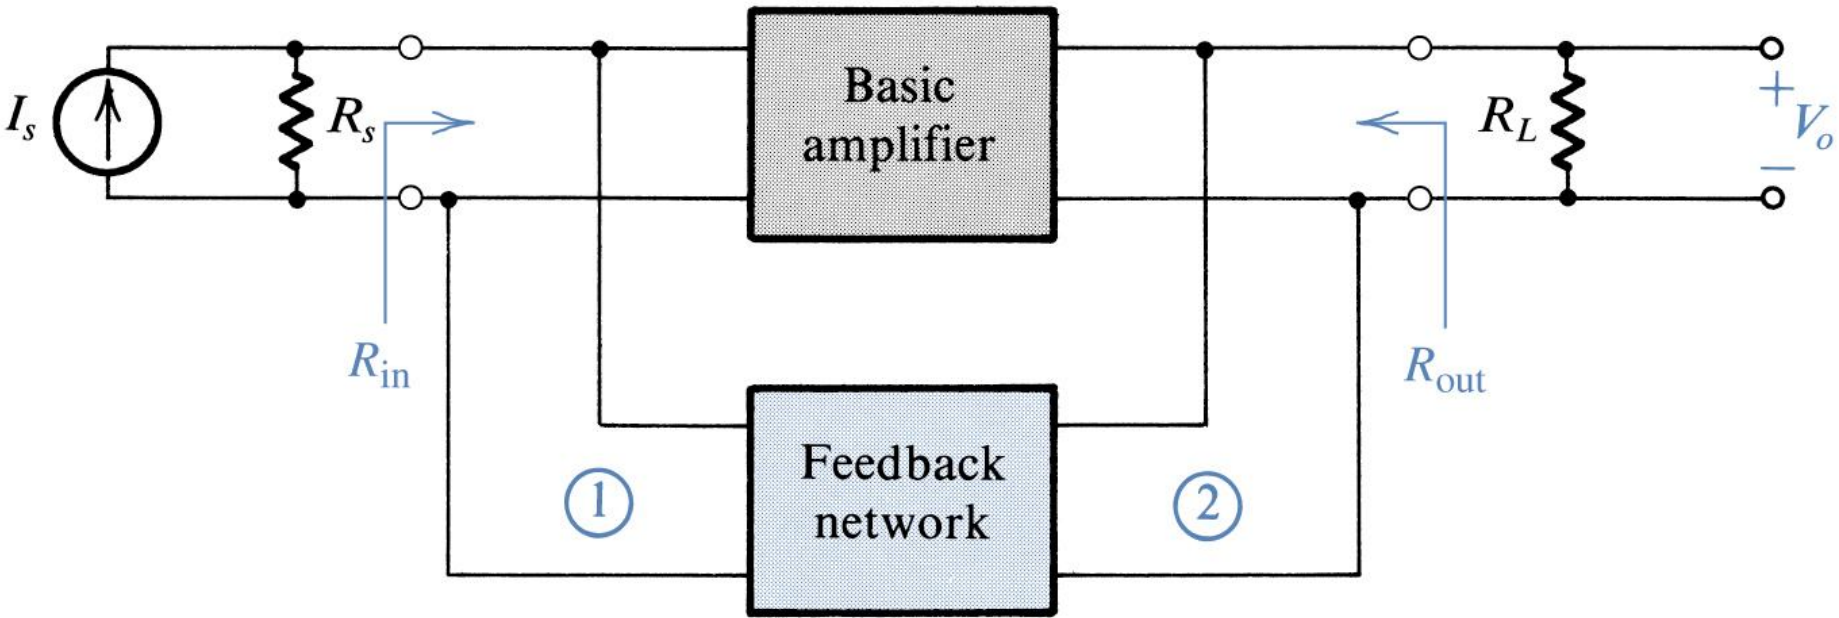 Basic
amplifier
I_s
R_s
R_L
+
V_o
−
R_in
R_out
Feedback
network
1
2